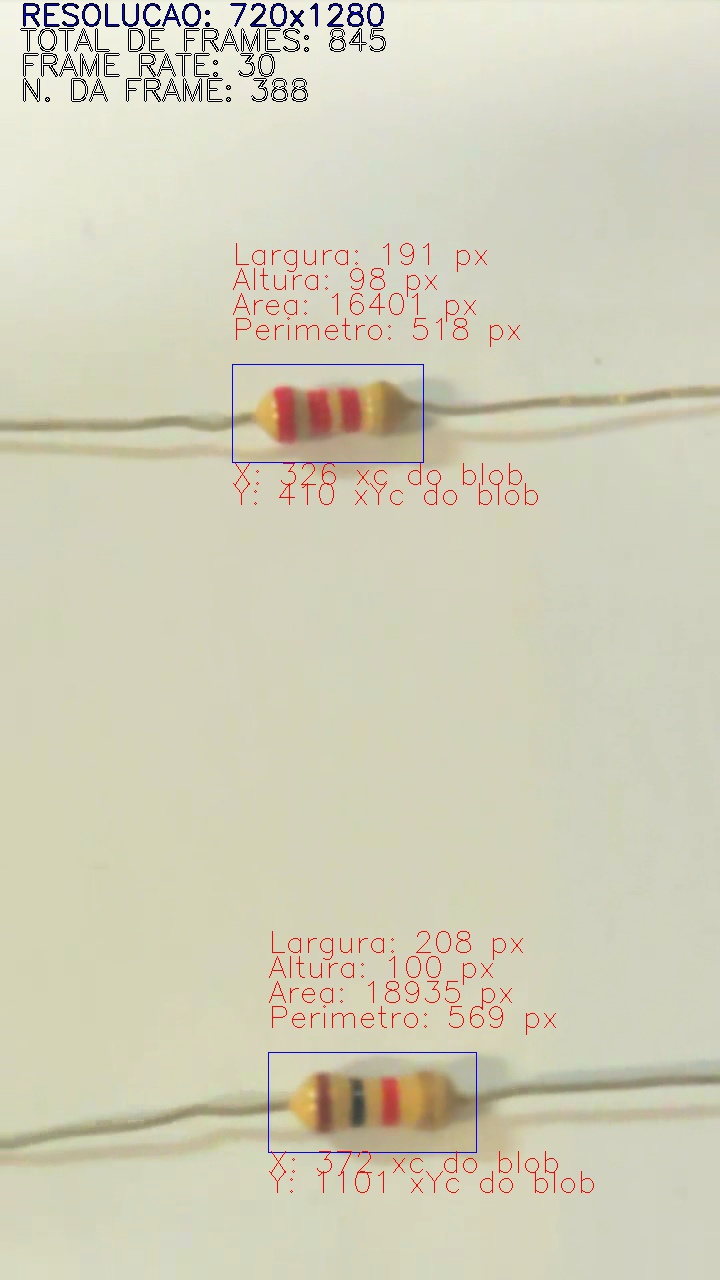 RESOLUCAO: 720x1280
TOTAL DE FRAMES: 845
FRAME RATE: 30
N. DA FRAME: 388
Largura: 191 px
Altura: 98 px
Area: 16401 px
Perimetro: 518 px
X: 326 xc do blob
Y: 410 xYc do blob
Largura: 208 px
Altura: 100 px
Area: 18935 px
Perimetro: 569 px
X: 372 xc do blob
Y: 1101 xYc do blob